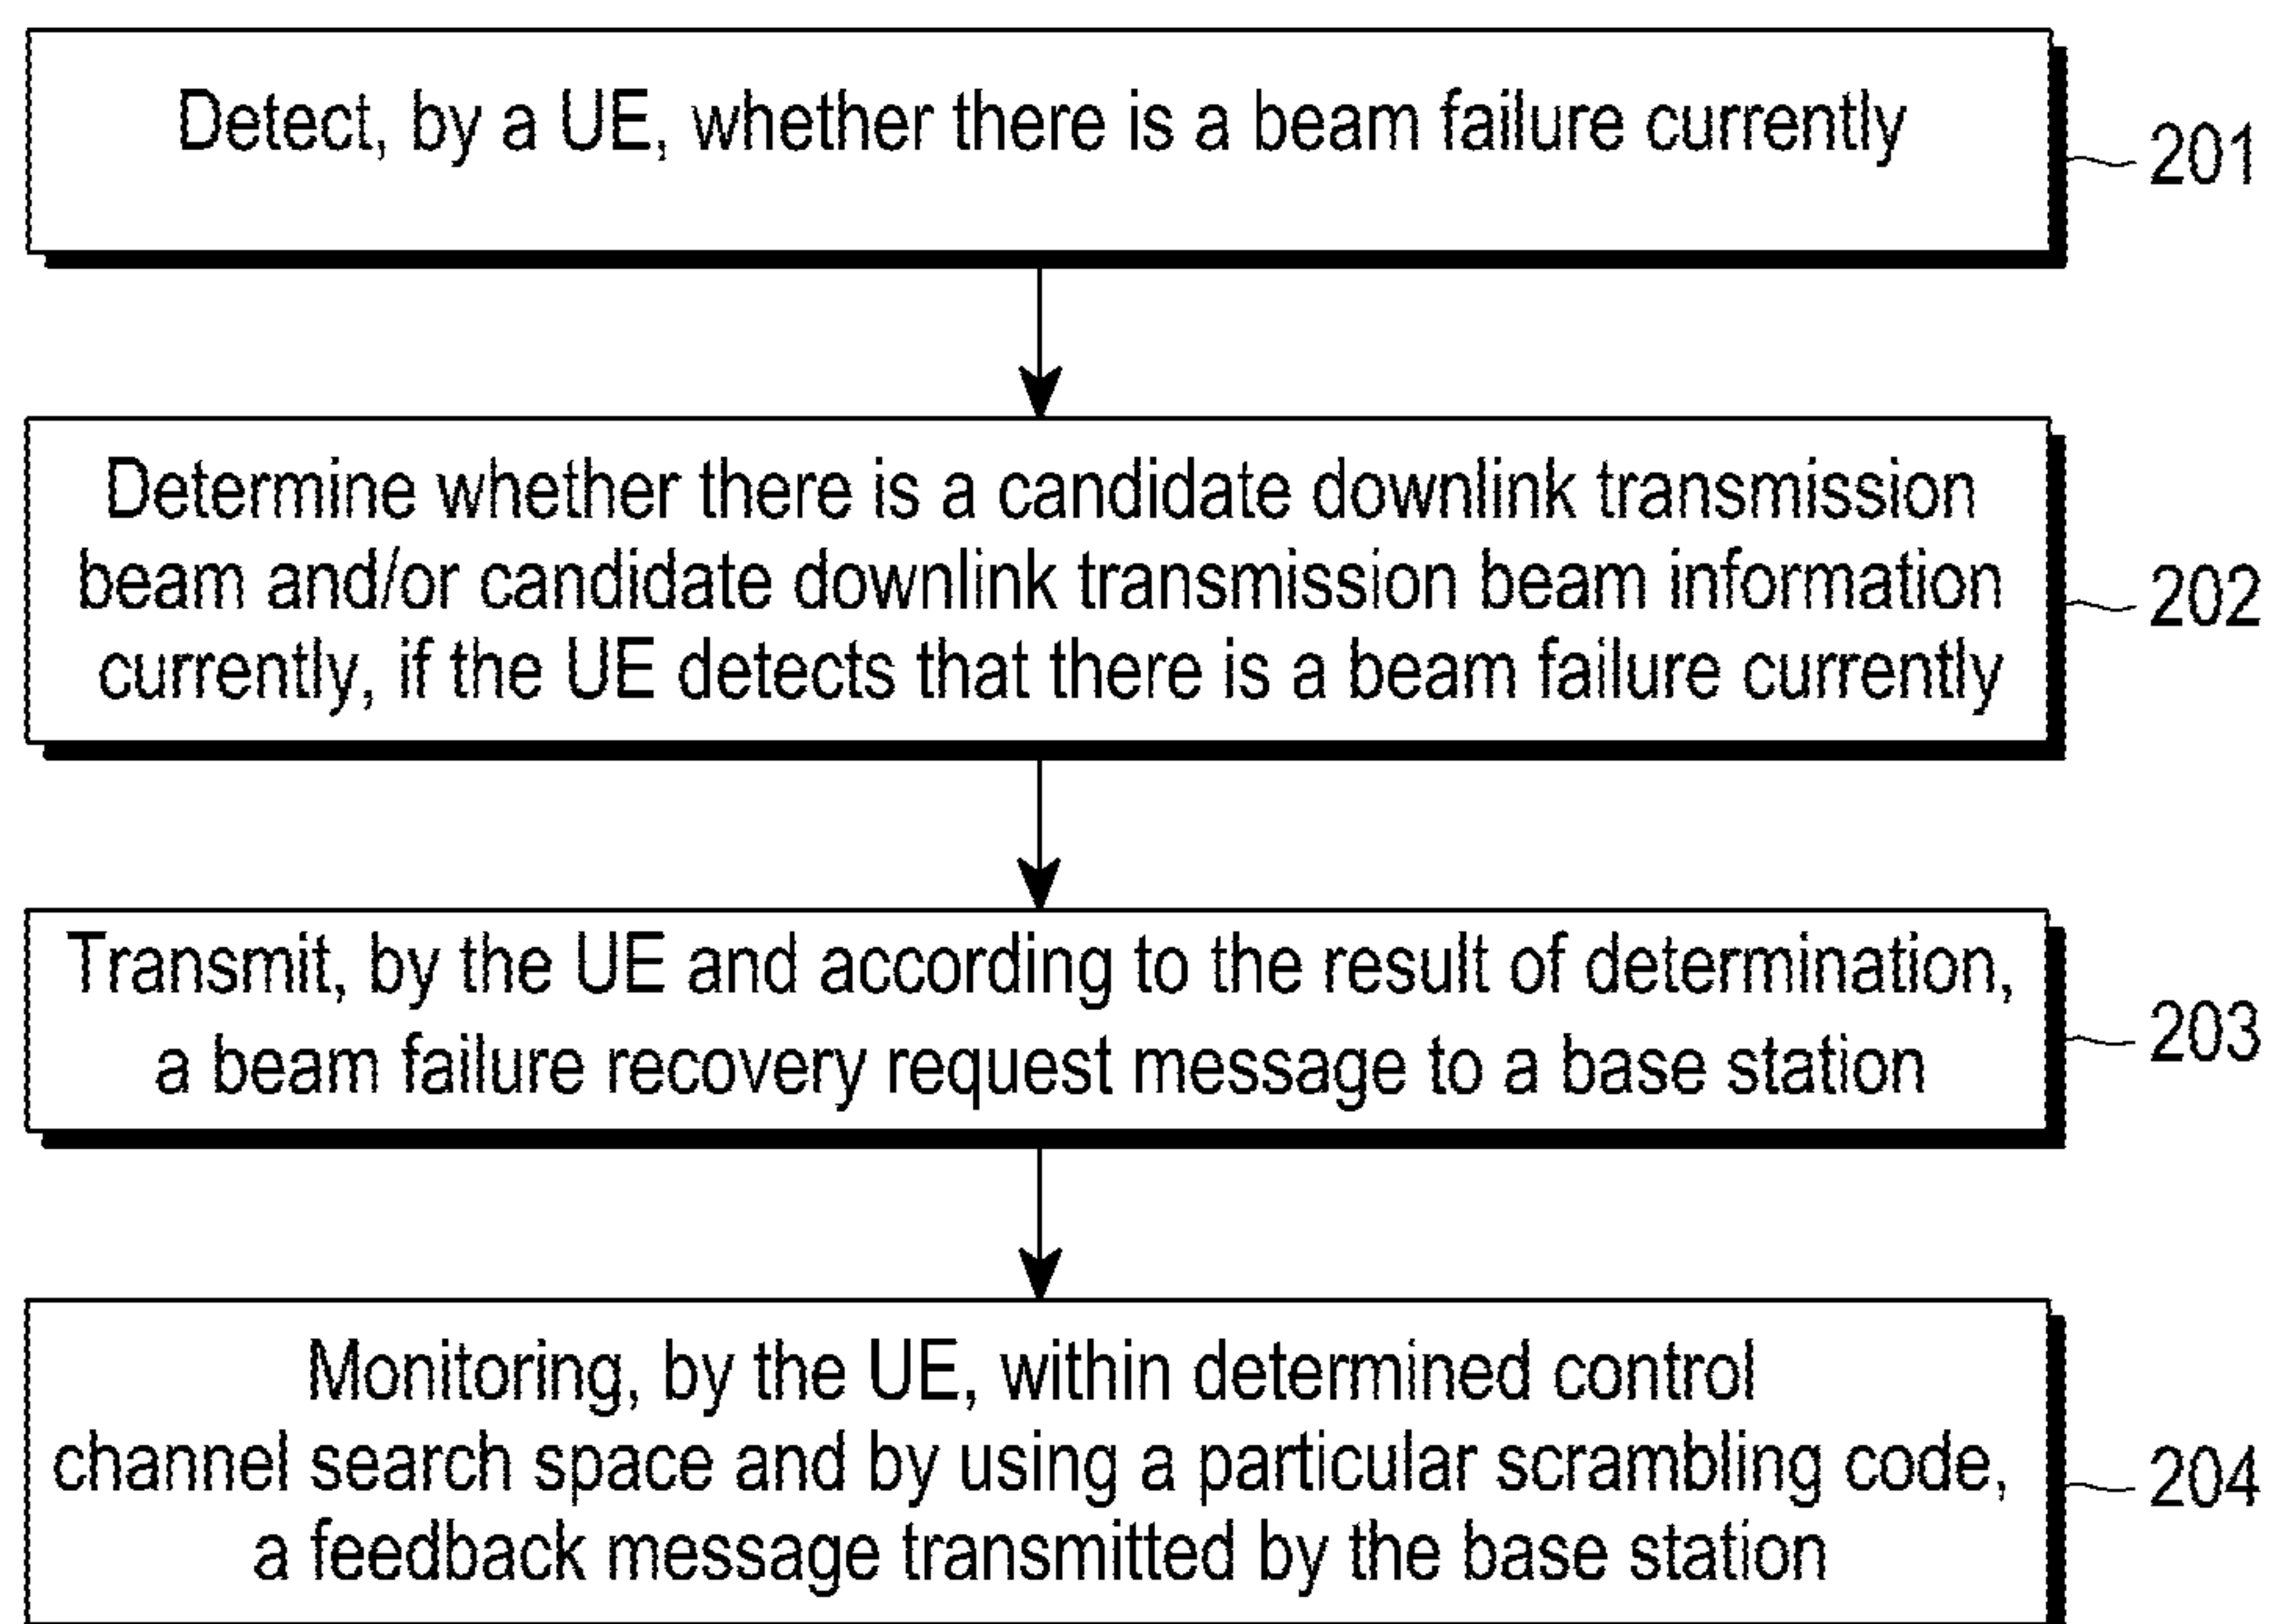 Detect, by a UE, whether there is a beam failure currently
201
Determine whether there is a candidate downlink transmission
beam and/or candidate downlink transmission beam information
currently, if the UE detects that there is a beam failure currently
202
Transmit, by the UE and according to the result of determination,
a beam failure recovery request message to a base station
203
Monitoring, by the UE, within determined control
channel search space and by using a particular scrambling code,
a feedback message transmitted by the base station
204